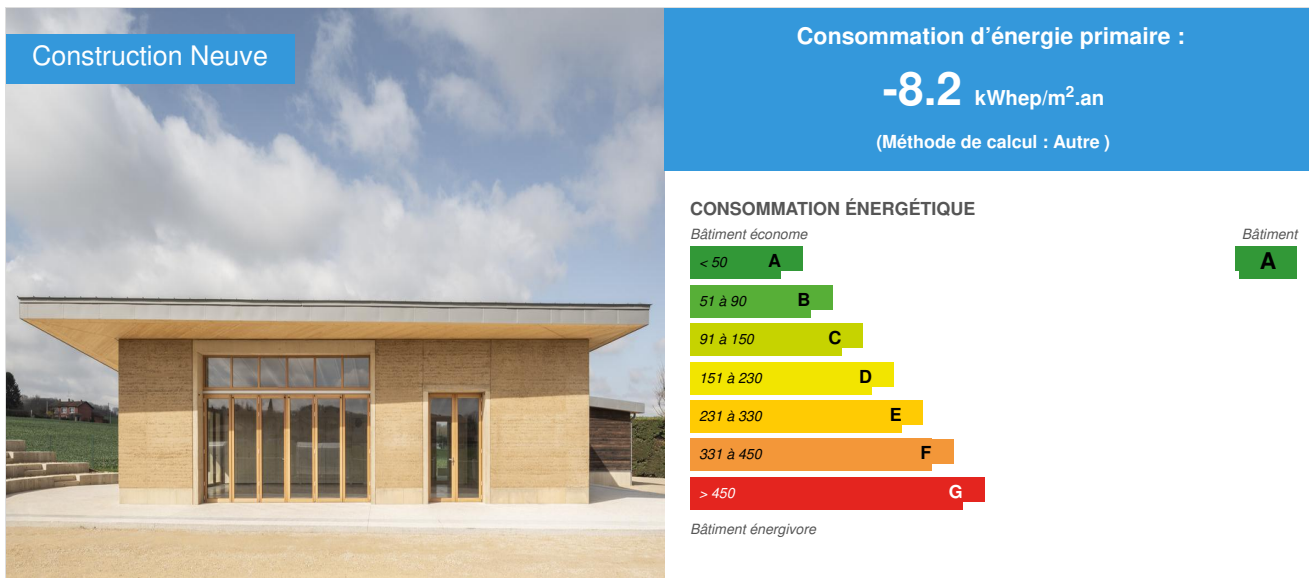 Construction Neuve
Consommation d'énergie primaire :
-8.2 kWhep/m².an
(Méthode de calcul : Autre )
CONSOMMATION ÉNERGÉTIQUE
Bâtiment économe
Bâtiment
< 50 A
A
51 à 90 B
91 à 150 C
151 à 230 D
231 à 330 E
331 à 450 F
> 450 G
Bâtiment énergivore